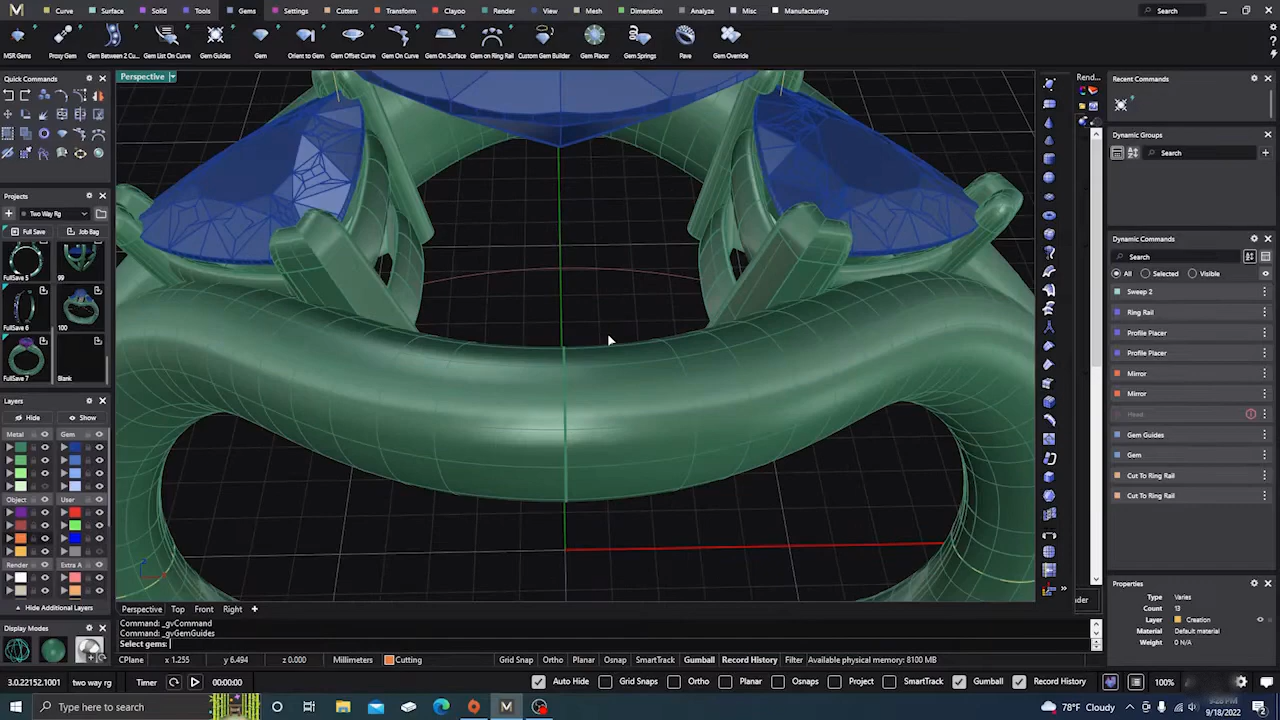 Curve Surface Solid Tools Gems Settings Cutters Transform Clayoo Render View Mesh Dimension Analyze Misc Manufacturing Search
MSR Gems Proxy Gem Gem Between 2 Cu... Gem List On Curve Gem Guides Gem Orient to Gem Gem Offset Curve Gem On Curve Gem On Surface Gem on Ring Rail Custom Gem Builder Gem Placer Gem Springs Pave Gem Override
Quick Commands
Perspective
Rend...
Recent Commands
Dynamic Groups
Search
Projects
Two Way Rg
Full Save Job Bag
FullSave 5 99
FullSave 6 100
FullSave 7 Blank
Dynamic Commands
Search
All Selected Visible
Sweep 2
Ring Rail
Profile Placer
Profile Placer
Mirror
Mirror
Head
Gem Guides
Gem
Cut To Ring Rail
Cut To Ring Rail
Layers
Hide Show
Metal Gem
Object User
Render Extra A
Hide Additional Layers
Display Modes
Properties
Type Varies
Count 13
Layer Creation
Material Default material
Weight 0 N/A
der
Perspective Top Front Right
Command: _gvCommand
Command: _gvGemGuides
Select gems:
CPlane x 1.255 y 6.494 z 0.000 Millimeters Cutting Grid Snap Ortho Planar Osnap SmartTrack Gumball Record History Filter Available physical memory: 8100 MB
3.0.22152.1001 two way rg Timer 00:00:00 Auto Hide Grid Snaps Ortho Planar Osnaps Project SmartTrack Gumball Record History 100%
Type here to search
78°F Cloudy
9/18/2022